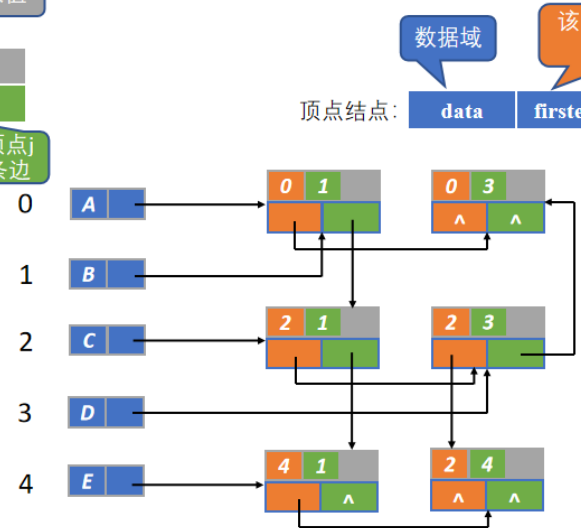 值
数据域
该
顶点结点： data firste
顶点j
条边
0 A 0 1 0 3
^ ^
1 B
2 C 2 1 2 3
3 D
4 E 4 1 2 4
^ ^ ^